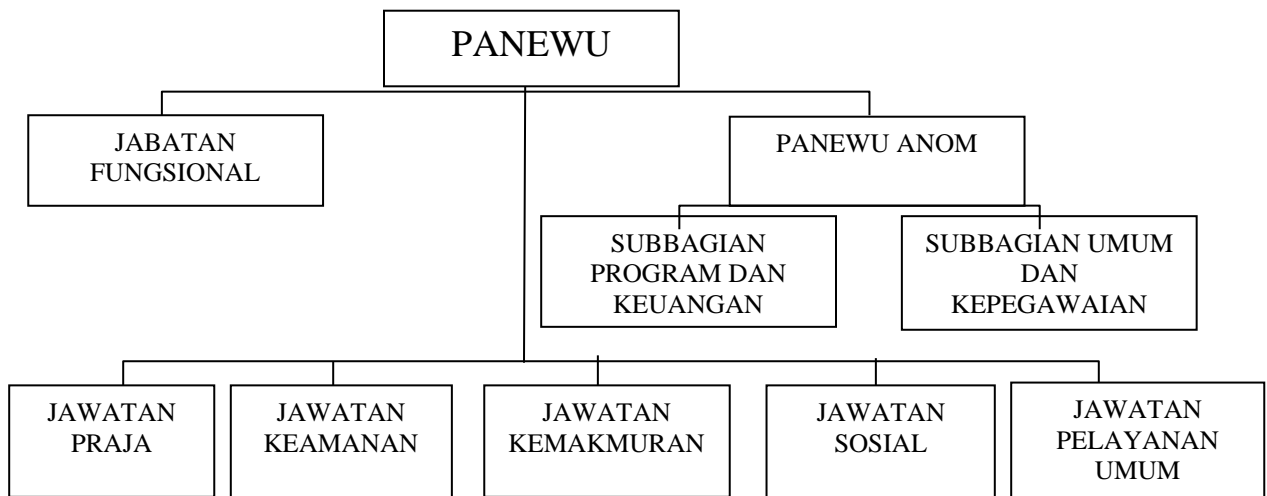 PANEWU
JABATAN
FUNGSIONAL
PANEWU ANOM
SUBBAGIAN
PROGRAM DAN
KEUANGAN
SUBBAGIAN UMUM
DAN
KEPEGAWAIAN
JAWATAN
PRAJA
JAWATAN
KEAMANAN
JAWATAN
KEMAKMURAN
JAWATAN
SOSIAL
JAWATAN
PELAYANAN
UMUM